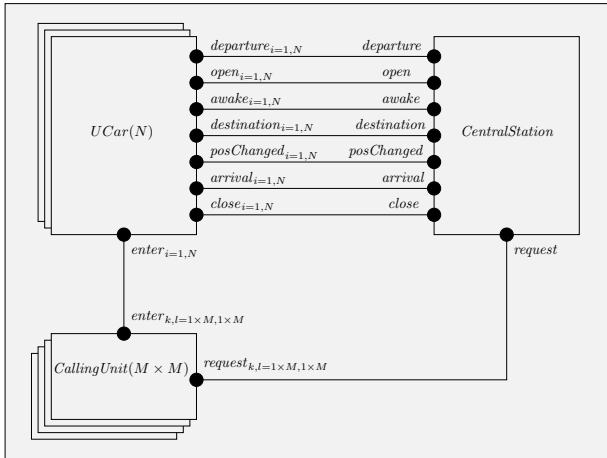 departure_{i=1,N} departure
open_{i=1,N} open
awake_{i=1,N} awake
UCar(N) destination_{i=1,N} destination CentralStation
posChanged_{i=1,N} posChanged
arrival_{i=1,N} arrival
close_{i=1,N} close
enter_{i=1,N} request
enter_{k,l=1×M,1×M}
CallingUnit(M × M) request_{k,l=1×M,1×M}